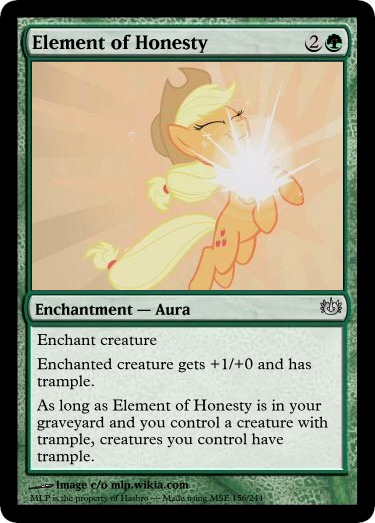 Element of Honesty 2
Enchantment — Aura
Enchant creature
Enchanted creature gets +1/+0 and has
trample.
As long as Element of Honesty is in your
graveyard and you control a creature with
trample, creatures you control have
trample.
Image c/o mlp.wikia.com
MLP is the property of Hasbro — Made using MSE 156/244